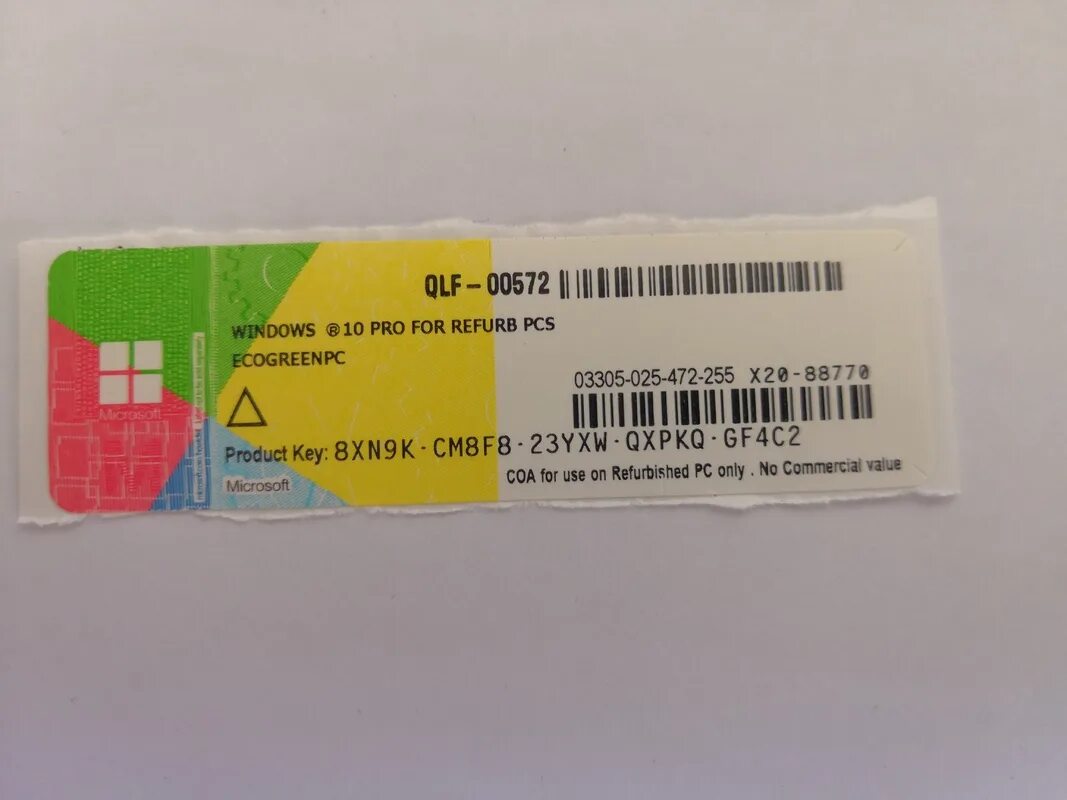 QLF-00572
WINDOWS ® 10 PRO FOR REFURB PCS
ECOGREENPC
03305-025-472-255 X20-88770
Product Key: 8XN9K-CM8F8-23YXW-QXPKQ-GF4C2
COA for use on Refurbished PC only . No Commercial value
Microsoft
Microsoft